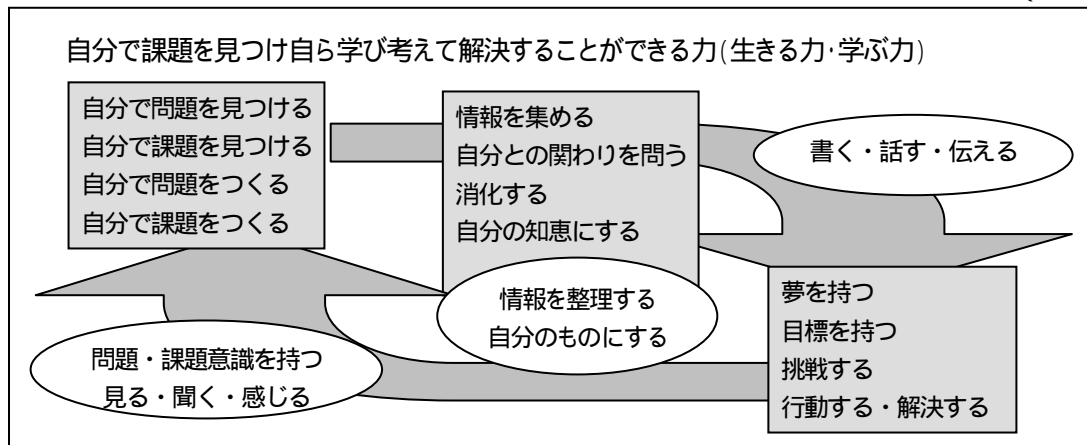 自分で課題を見つけ自ら学び考えて解決することができる力(生きる力・学ぶ力)
自分で問題を見つける
自分で課題を見つける
自分で問題をつくる
自分で課題をつくる
情報を集める
自分との関わりを問う
消化する
自分の知恵にする
書く・話す・伝える
情報を整理する
自分のものにする
夢を持つ
目標を持つ
挑戦する
行動する・解決する
問題・課題意識を持つ
見る・聞く・感じる